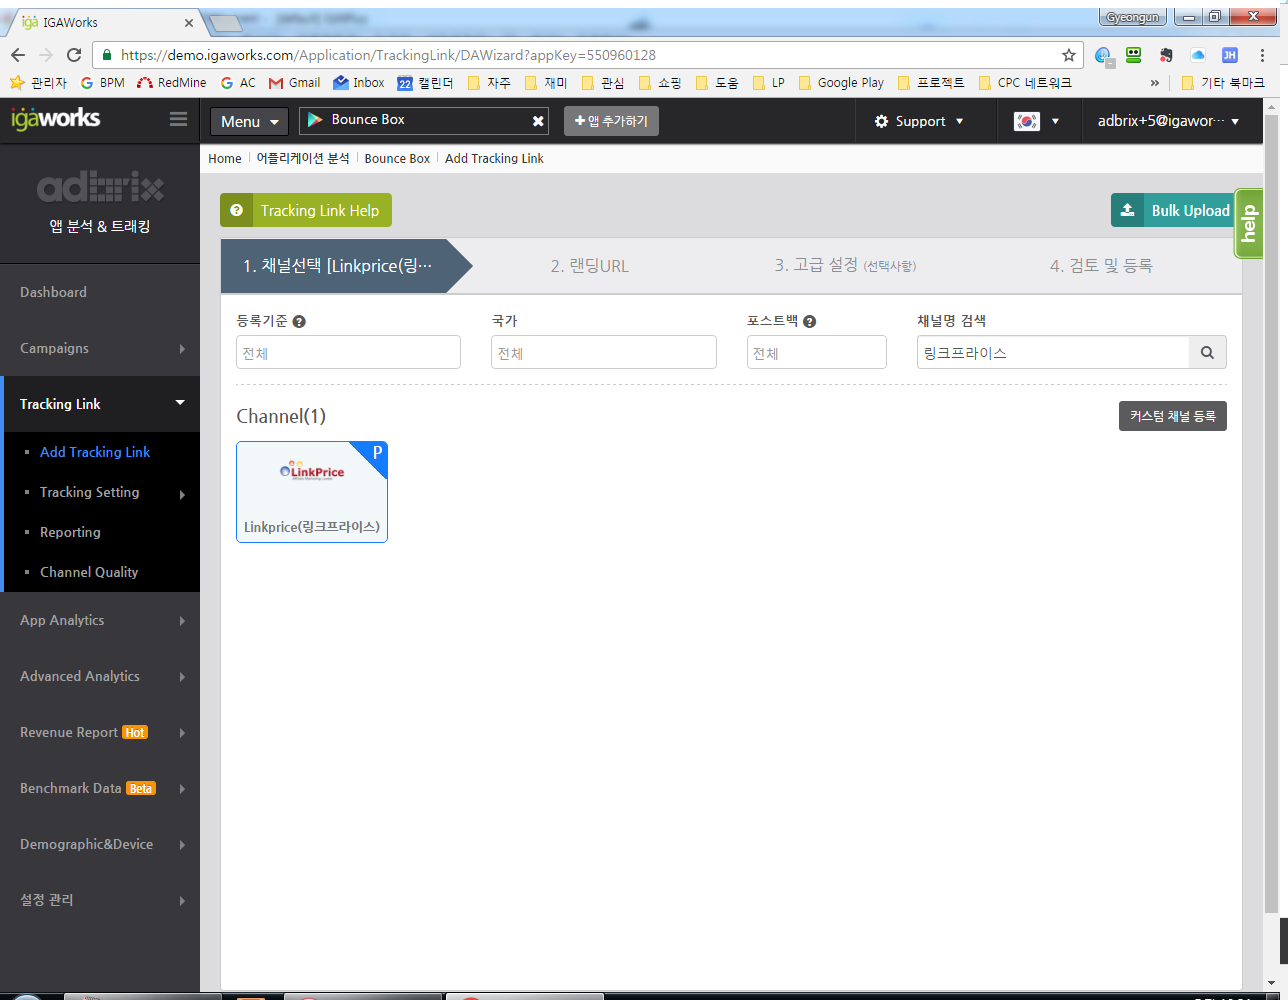 IGAWorks
Gyeongun
https://demo.igaworks.com/Application/TrackingLink/DAWizard?appKey=550960128
관리자 BPM RedMine AC Gmail Inbox 22 캘린더 자주 재미 관심 쇼핑 도움 LP Google Play 프로젝트 CPC 네트워크 » 기타 북마크
igaworks
Menu
Bounce Box
+앱 추가하기
Support
adbrix+5@igawor···
Home
어플리케이션 분석
Bounce Box
Add Tracking Link
adbrix
앱 분석 & 트래킹
Dashboard
Campaigns
Tracking Link
Add Tracking Link
Tracking Setting
Reporting
Channel Quality
App Analytics
Advanced Analytics
Revenue Report Hot
Benchmark Data Beta
Demographic&Device
설정 관리
Tracking Link Help
Bulk Upload
help
1. 채널선택 [Linkprice(링···
2. 랜딩URL
3. 고급 설정 (선택사항)
4. 검토 및 등록
등록기준
국가
포스트백
채널명 검색
전체
전체
전체
링크프라이스
Channel(1)
커스텀 채널 등록
P
LinkPrice
Linkprice(링크프라이스)